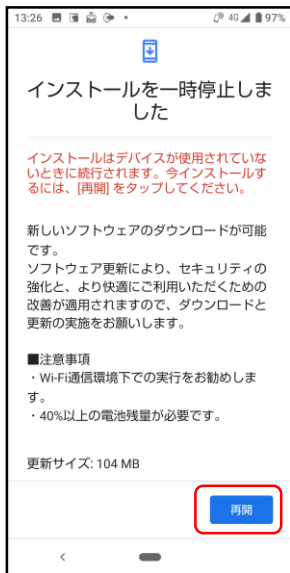 13:26 4G 97%
インストールを一時停止しま
した
インストールはデバイスが使用されていな
いときに続行されます。今インストールす
るには、[再開] をタップしてください。
新しいソフトウェアのダウンロードが可能
です。
ソフトウェア更新により、セキュリティの
強化と、より快適にご利用いただくための
改善が適用されますので、ダウンロードと
更新の実施をお願いします。
■注意事項
・Wi-Fi通信環境下での実行をお勧めしま
す。
・40%以上の電池残量が必要です。
更新サイズ: 104 MB
再開